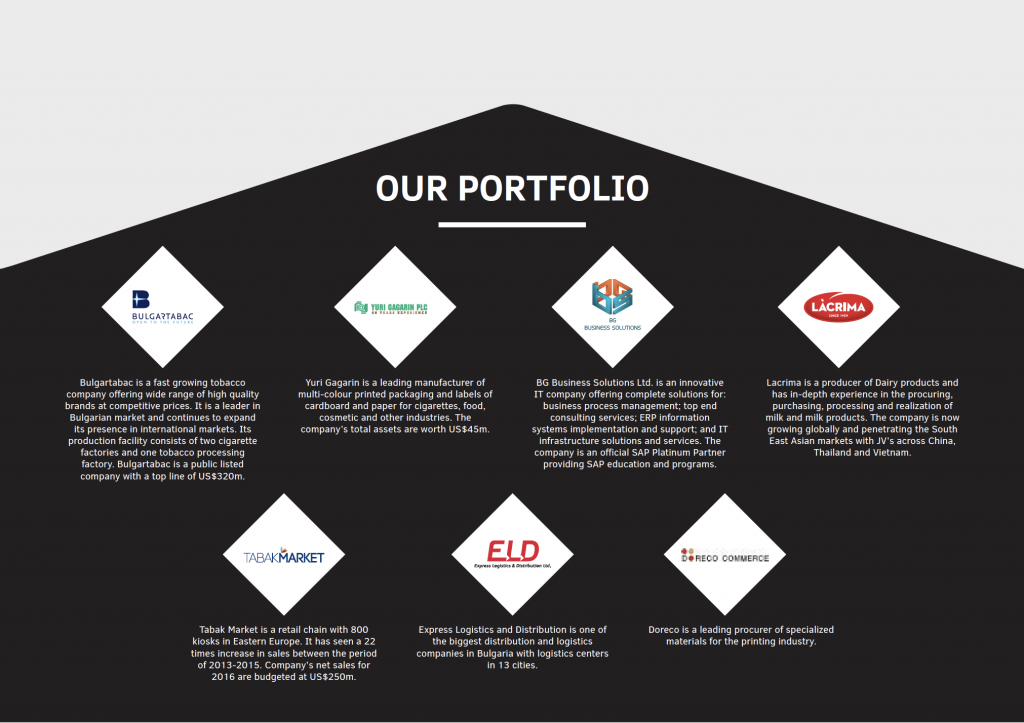 OUR PORTFOLIO
BULGARTABAC
OPEN TO THE FUTURE
Bulgartabac is a fast growing tobacco
company offering wide range of high quality
brands at competitive prices. It is a leader in
Bulgarian market and continues to expand
its presence in international markets. Its
production facility consists of two cigarette
factories and one tobacco processing
factory. Bulgartabac is a public listed
company with a top line of US$320m.
YURI GAGARIN PLC
50 YEARS EXPERIENCE
Yuri Gagarin is a leading manufacturer of
multi-colour printed packaging and labels of
cardboard and paper for cigarettes, food,
cosmetic and other industries. The
company's total assets are worth US$45m.
BG
BUSINESS SOLUTIONS
BG Business Solutions Ltd. is an innovative
IT company offering complete solutions for:
business process management; top end
consulting services; ERP information
systems implementation and support; and IT
infrastructure solutions and services. The
company is an official SAP Platinum Partner
providing SAP education and programs.
LÀCRIMA
SINCE 1969
Lacrima is a producer of Dairy products and
has in-depth experience in the procuring,
purchasing, processing and realization of
milk and milk products. The company is now
growing globally and penetrating the South
East Asian markets with JV's across China,
Thailand and Vietnam.
TABAKMARKET
Tabak Market is a retail chain with 800
kiosks in Eastern Europe. It has seen a 22
times increase in sales between the period
of 2013-2015. Company's net sales for
2016 are budgeted at US$250m.
ELD
Express Logistics & Distribution Ltd.
Express Logistics and Distribution is one of
the biggest distribution and logistics
companies in Bulgaria with logistics centers
in 13 cities.
DORECO COMMERCE
Doreco is a leading procurer of specialized
materials for the printing industry.